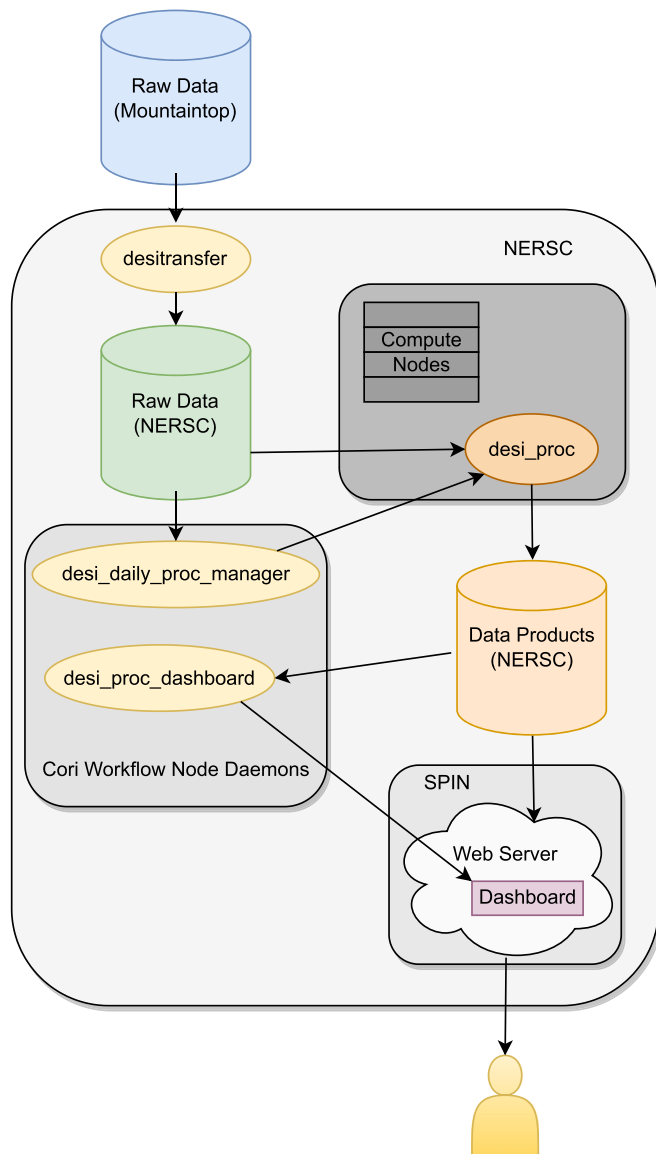 Raw Data
(Mountaintop)
NERSC
desitransfer
Compute
Nodes
Raw Data
(NERSC)
desi_proc
desi_daily_proc_manager
Data Products
(NERSC)
desi_proc_dashboard
Cori Workflow Node Daemons
SPIN
Web Server
Dashboard